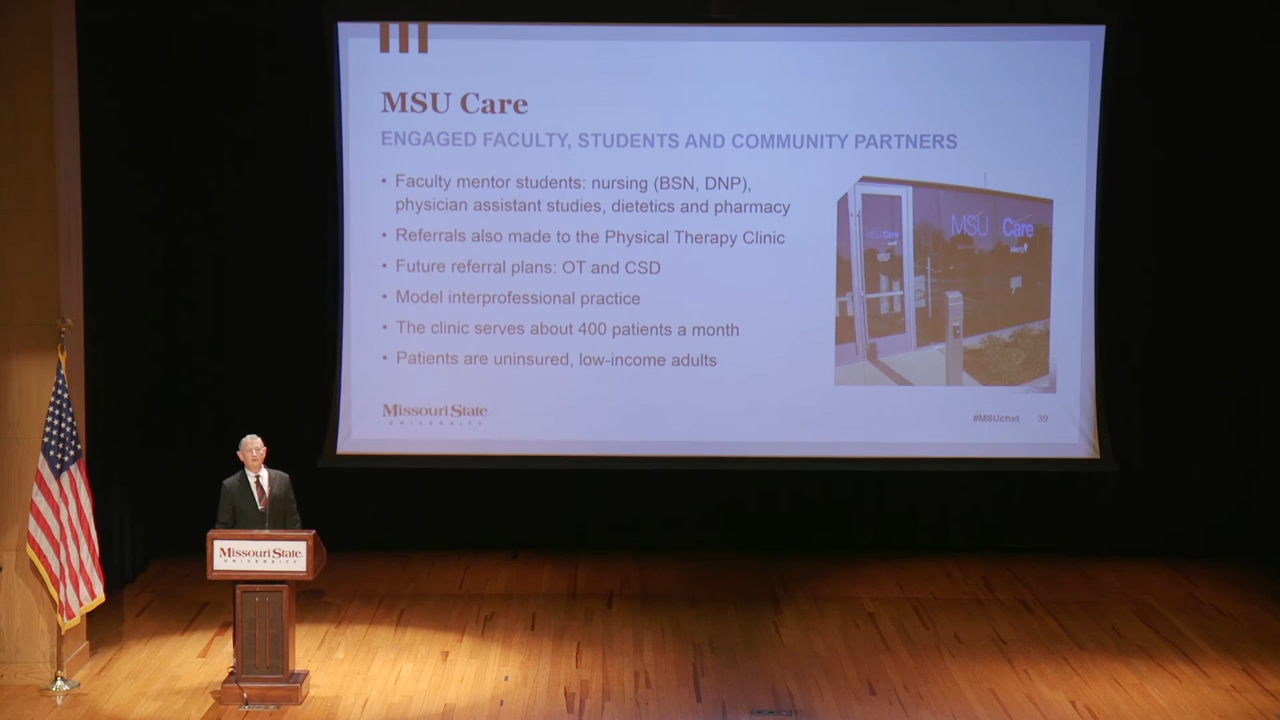 MSU Care
ENGAGED FACULTY, STUDENTS AND COMMUNITY PARTNERS
• Faculty mentor students: nursing (BSN, DNP),
physician assistant studies, dietetics and pharmacy
• Referrals also made to the Physical Therapy Clinic
• Future referral plans: OT and CSD
• Model interprofessional practice
• The clinic serves about 400 patients a month
• Patients are uninsured, low-income adults
MSU Care
Mercy
MSU Care
Missouri State
UNIVERSITY
#MSUchat 39
Missouri State
UNIVERSITY